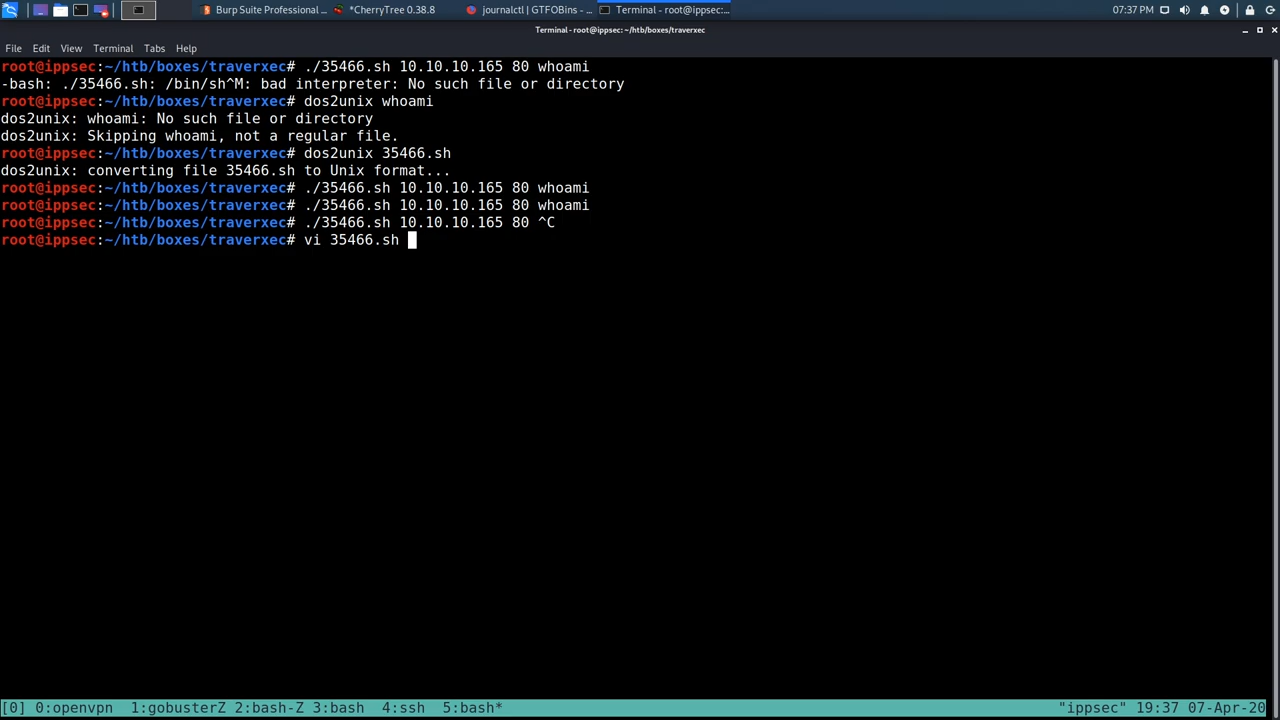 Burp Suite Professional ... *CherryTree 0.38.8 journalctl | GTFOBins - ... Terminal - root@ippsec:... 07:37 PM
Terminal - root@ippsec: ~/htb/boxes/traverxec
File Edit View Terminal Tabs Help
root@ippsec:~/htb/boxes/traverxec# ./35466.sh 10.10.10.165 80 whoami
-bash: ./35466.sh: /bin/sh^M: bad interpreter: No such file or directory
root@ippsec:~/htb/boxes/traverxec# dos2unix whoami
dos2unix: whoami: No such file or directory
dos2unix: Skipping whoami, not a regular file.
root@ippsec:~/htb/boxes/traverxec# dos2unix 35466.sh
dos2unix: converting file 35466.sh to Unix format...
root@ippsec:~/htb/boxes/traverxec# ./35466.sh 10.10.10.165 80 whoami
root@ippsec:~/htb/boxes/traverxec# ./35466.sh 10.10.10.165 80 whoami
root@ippsec:~/htb/boxes/traverxec# ./35466.sh 10.10.10.165 80 ^C
root@ippsec:~/htb/boxes/traverxec# vi 35466.sh
[0] 0:openvpn 1:gobusterZ 2:bash-Z 3:bash 4:ssh 5:bash* "ippsec" 19:37 07-Apr-20